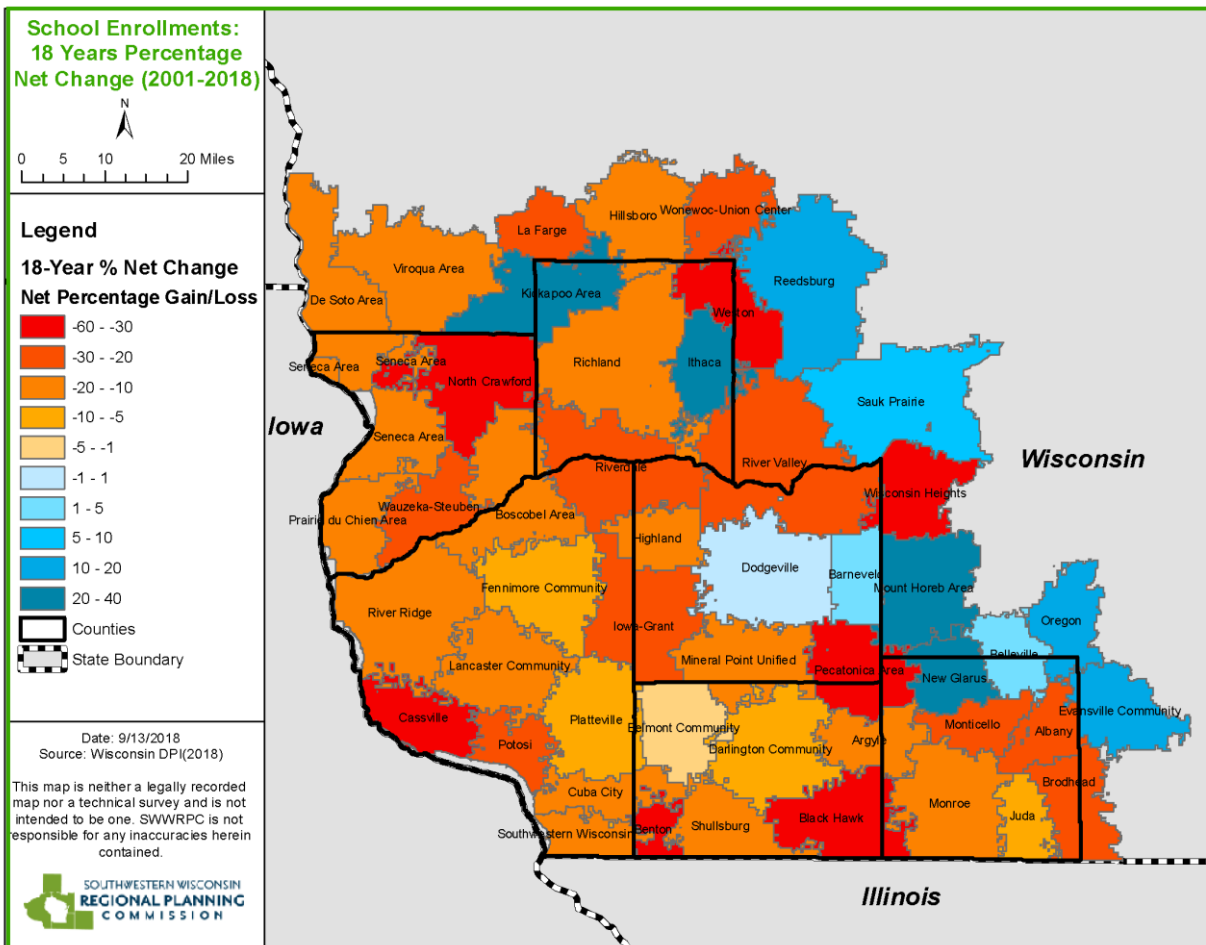 School Enrollments:
18 Years Percentage
Net Change (2001-2018)
N
0 5 10 20 Miles
Legend
18-Year % Net Change
Net Percentage Gain/Loss
-60 - -30
-30 - -20
-20 - -10
-10 - -5
-5 - -1
-1 - 1
1 - 5
5 - 10
10 - 20
20 - 40
Counties
State Boundary
Date: 9/13/2018
Source: Wisconsin DPI(2018)
This map is neither a legally recorded
map nor a technical survey and is not
intended to be one. SWWRPC is not
responsible for any inaccuracies herein
contained.
SOUTHWESTERN WISCONSIN
REGIONAL PLANNING
COMMISSION
Hillsboro
Wonewoc-Union Center
La Farge
Viroqua Area
Reedsburg
Kickapoo Area
De Soto Area
Weston
Seneca Area
Seneca Area
Richland
Ithaca
North Crawford
Sauk Prairie
Iowa
Seneca Area
Wisconsin
River Valley
Riverdale
Wisconsin Heights
Wauzeka-Steuben
Boscobel Area
Prairie du Chien Area
Highland
Dodgeville
Barneveld
Mount Horeb Area
Fennimore Community
River Ridge
Iowa-Grant
Oregon
Belleville
Mineral Point Unified
Lancaster Community
Pecatonica Area
New Glarus
Evansville Community
Cassville
Platteville
Monticello
Belmont Community
Albany
Potosi
Darlington Community
Argyle
Brodhead
Cuba City
Monroe
Juda
Black Hawk
Shullsburg
Benton
Southwestern Wisconsin
Illinois